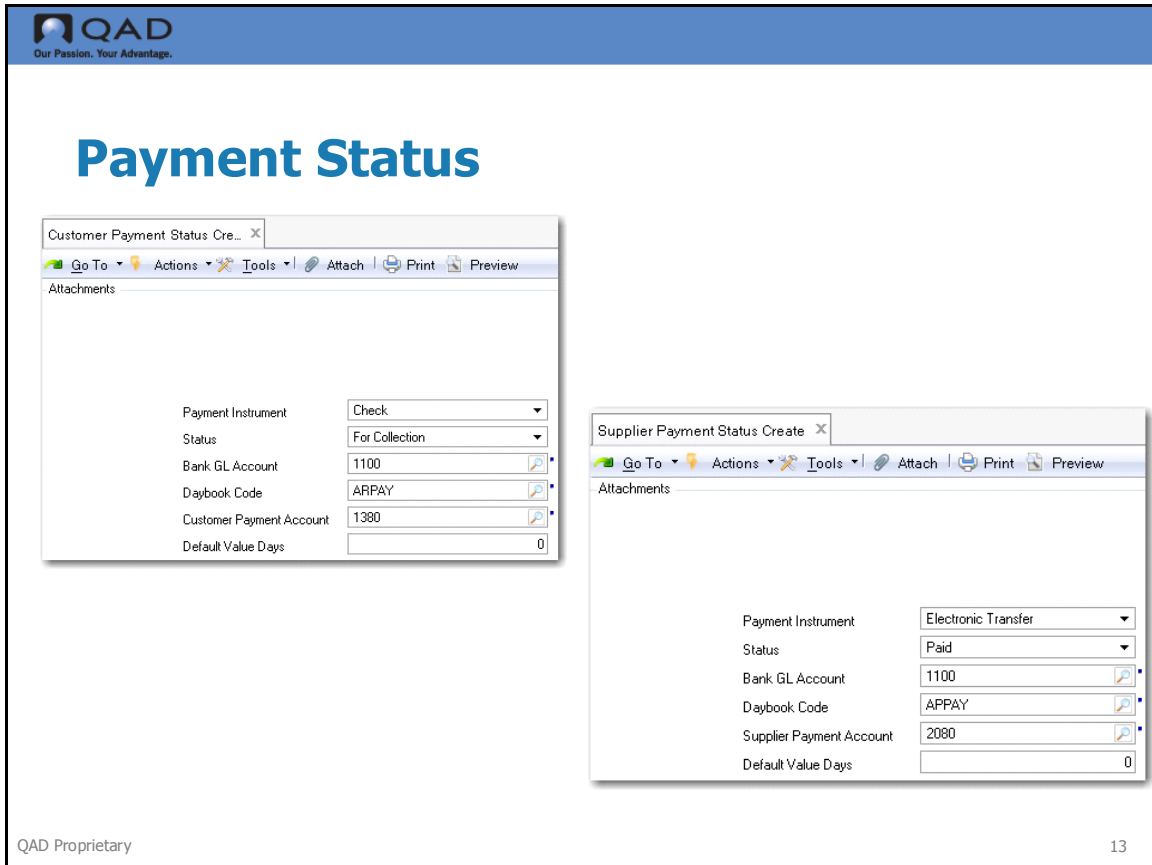 QAD
Our Passion. Your Advantage.
Payment Status
Customer Payment Status Cre...
Go To Actions Tools Attach Print Preview
Attachments
Payment Instrument Check
Status For Collection
Bank GL Account 1100
Daybook Code ARPAY
Customer Payment Account 1380
Default Value Days 0
Supplier Payment Status Create
Go To Actions Tools Attach Print Preview
Attachments
Payment Instrument Electronic Transfer
Status Paid
Bank GL Account 1100
Daybook Code APPAY
Supplier Payment Account 2080
Default Value Days 0
QAD Proprietary
13